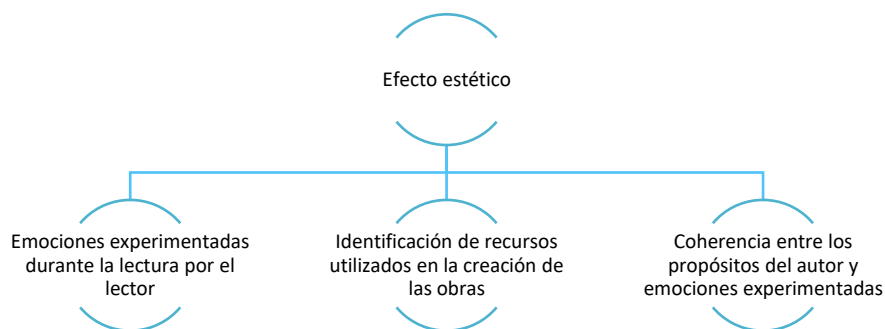 Efecto estético
Emociones experimentadas
durante la lectura por el
lector
Identificación de recursos
utilizados en la creación de
las obras
Coherencia entre los
propósitos del autor y
emociones experimentadas